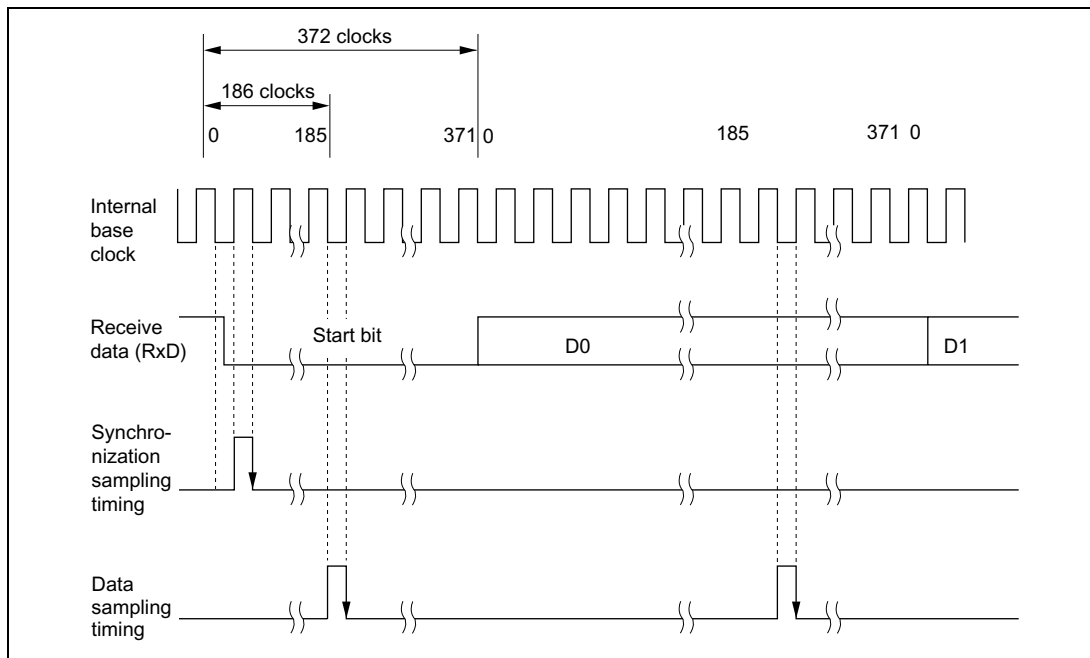 372 clocks
186 clocks
0 185 371 0 185 371 0
Internal
base
clock
Receive
data (RxD)
Start bit
D0
D1
Synchro-
nization
sampling
timing
Data
sampling
timing